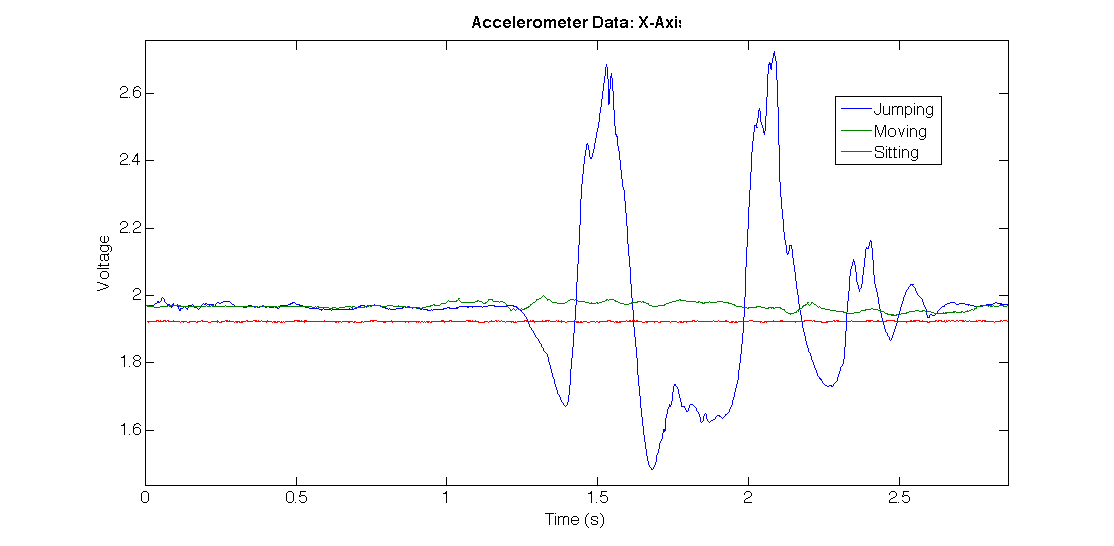 Accelerometer Data: X-Axis
2.6
2.4
2.2
2
1.8
1.6
Voltage
Jumping
Moving
Sitting
0
0.5
1
1.5
2
2.5
Time (s)